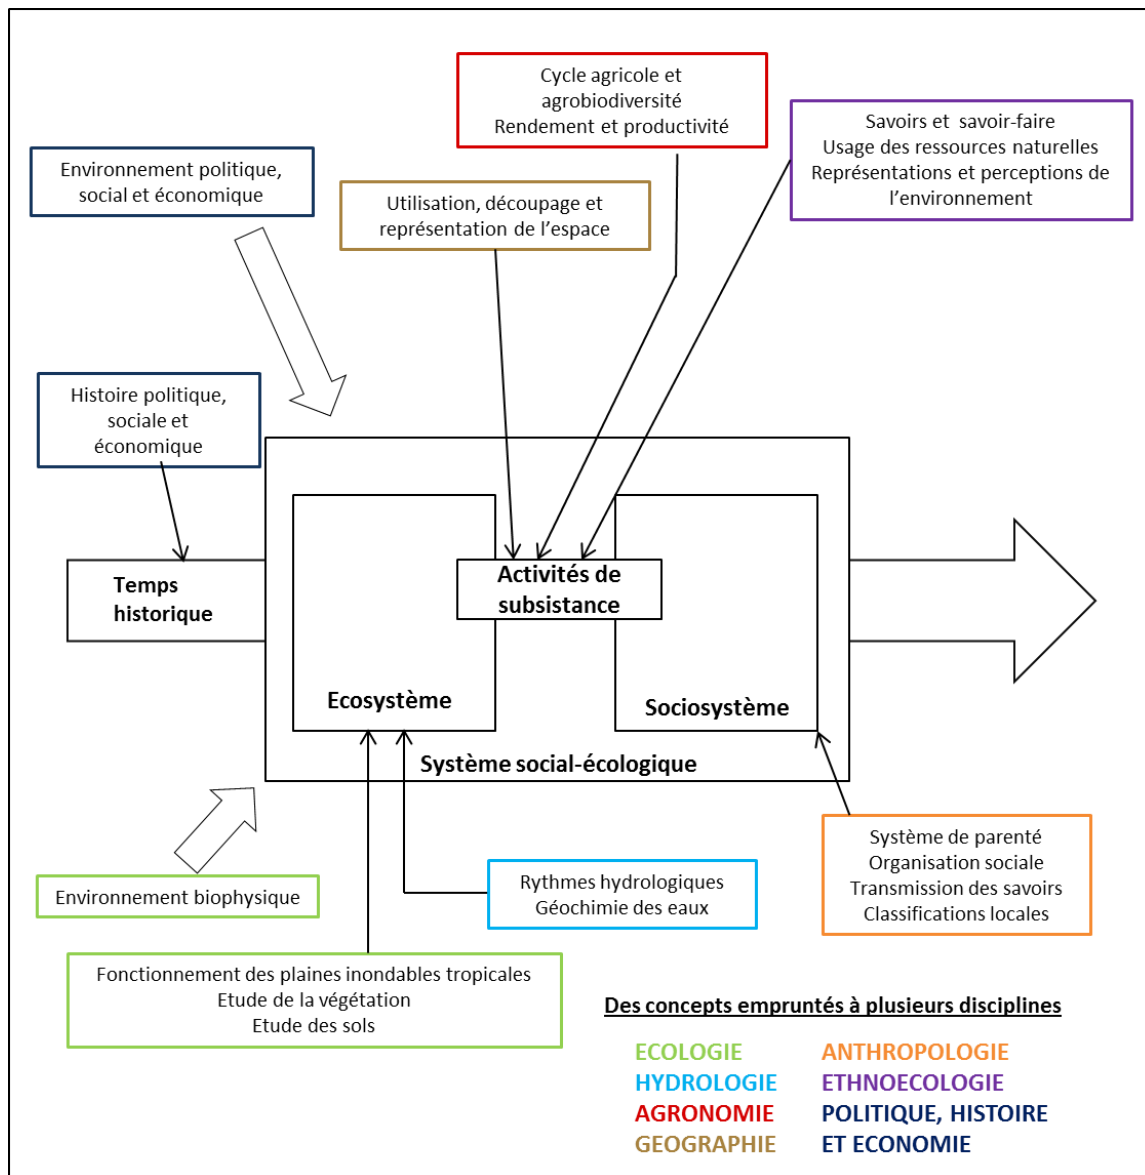 Cycle agricole et
agrobiodiversité
Rendement et productivité
Savoirs et savoir-faire
Usage des ressources naturelles
Représentations et perceptions de
l’environnement
Environnement politique,
social et économique
Utilisation, découpage et
représentation de l’espace
Histoire politique,
sociale et
économique
Temps
historique
Activités de
subsistance
Ecosystème
Sociosystème
Système social-écologique
Environnement biophysique
Rythmes hydrologiques
Géochimie des eaux
Système de parenté
Organisation sociale
Transmission des savoirs
Classifications locales
Fonctionnement des plaines inondables tropicales
Etude de la végétation
Etude des sols
Des concepts empruntés à plusieurs disciplines
ECOLOGIE
HYDROLOGIE
AGRONOMIE
GEOGRAPHIE
ANTHROPOLOGIE
ETHNOECOLOGIE
POLITIQUE, HISTOIRE
ET ECONOMIE